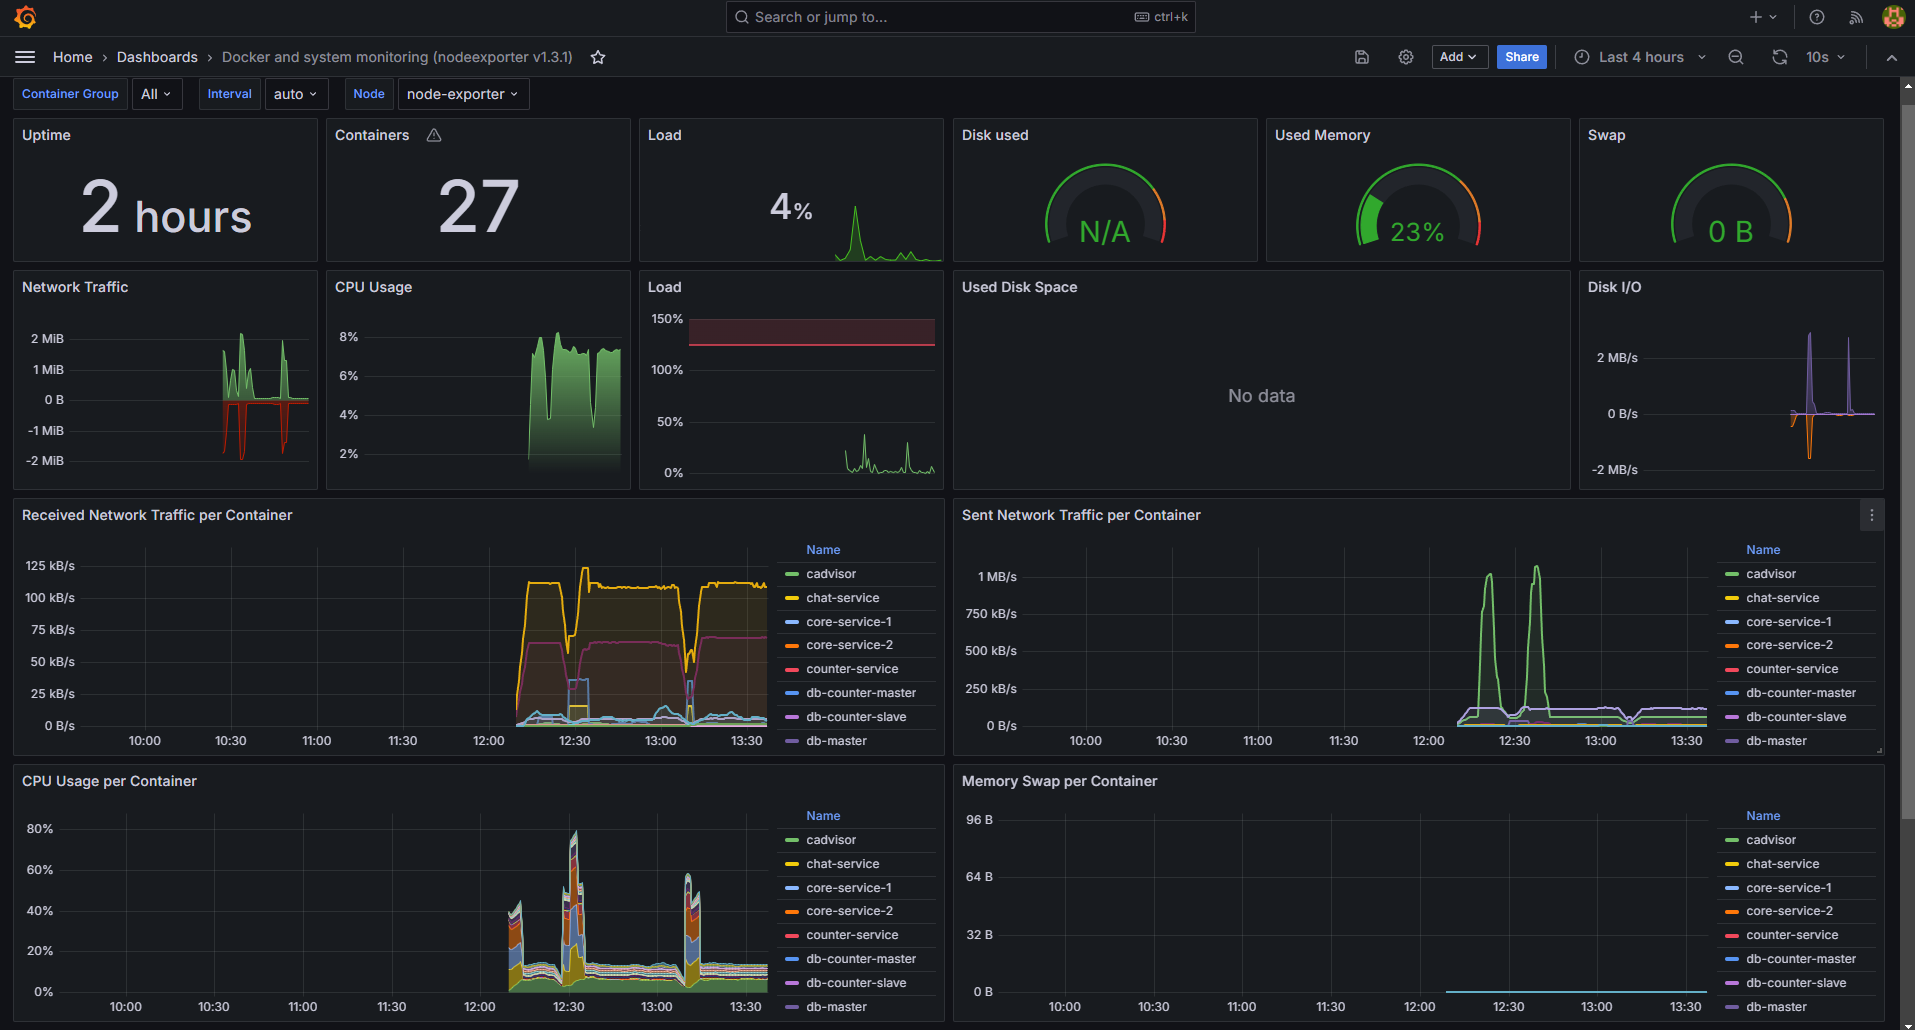 Search or jump to... ctrl+k
Home › Dashboards › Docker and system monitoring (nodeexporter v1.3.1) Add Share Last 4 hours 10s
Container Group All Interval auto Node node-exporter
Uptime
2 hours
Containers
27
Load
4%
Disk used
N/A
Used Memory
23%
Swap
0 B
Network Traffic
2 MiB
1 MiB
0 B
-1 MiB
-2 MiB
CPU Usage
8%
6%
4%
2%
Load
150%
100%
50%
0%
Used Disk Space
No data
Disk I/O
2 MB/s
0 B/s
-2 MB/s
Received Network Traffic per Container
125 kB/s
100 kB/s
75 kB/s
50 kB/s
25 kB/s
0 B/s
10:00 10:30 11:00 11:30 12:00 12:30 13:00 13:30
Name
cadvisor
chat-service
core-service-1
core-service-2
counter-service
db-counter-master
db-counter-slave
db-master
Sent Network Traffic per Container
1 MB/s
750 kB/s
500 kB/s
250 kB/s
0 B/s
10:00 10:30 11:00 11:30 12:00 12:30 13:00 13:30
Name
cadvisor
chat-service
core-service-1
core-service-2
counter-service
db-counter-master
db-counter-slave
db-master
CPU Usage per Container
80%
60%
40%
20%
0%
10:00 10:30 11:00 11:30 12:00 12:30 13:00 13:30
Name
cadvisor
chat-service
core-service-1
core-service-2
counter-service
db-counter-master
db-counter-slave
db-master
Memory Swap per Container
96 B
64 B
32 B
0 B
10:00 10:30 11:00 11:30 12:00 12:30 13:00 13:30
Name
cadvisor
chat-service
core-service-1
core-service-2
counter-service
db-counter-master
db-counter-slave
db-master